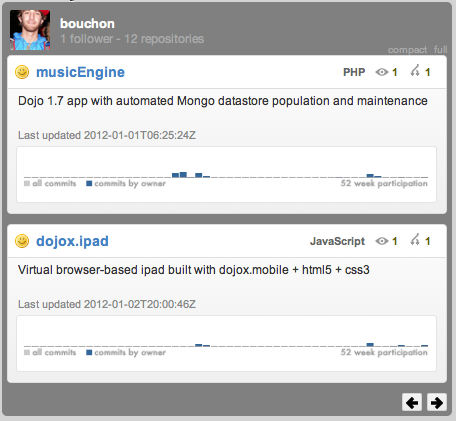 bouchon
1 follower - 12 repositories
compact full
musicEngine PHP 1 1
Dojo 1.7 app with automated Mongo datastore population and maintenance
Last updated 2012-01-01T06:25:24Z
all commits commits by owner 52 week participation
dojox.ipad JavaScript 1 1
Virtual browser-based ipad built with dojox.mobile + html5 + css3
Last updated 2012-01-02T20:00:46Z
all commits commits by owner 52 week participation